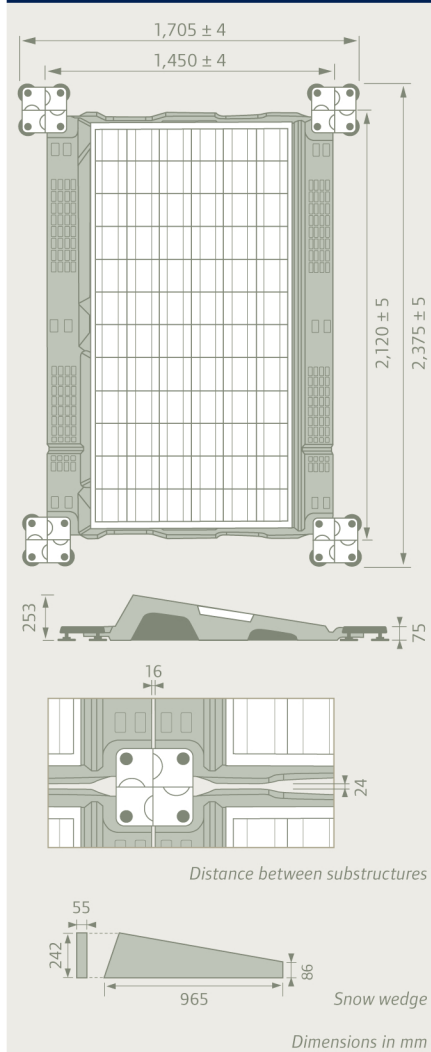 1,705 ± 4
1,450 ± 4
2,120 ± 5
2,375 ± 5
253
75
16
24
Distance between substructures
55
242
86
965
Snow wedge
Dimensions in mm